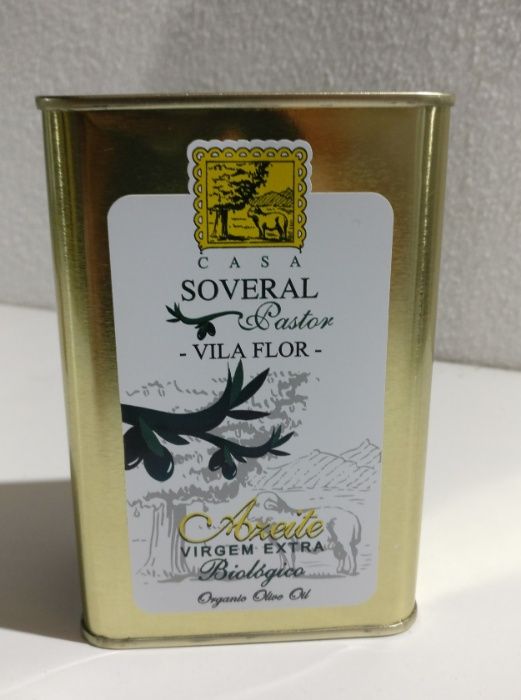 CASA
SOVERAL
Pastor
- VILA FLOR -
Azeite
VIRGEM EXTRA
Biológico
Organic Olive Oil